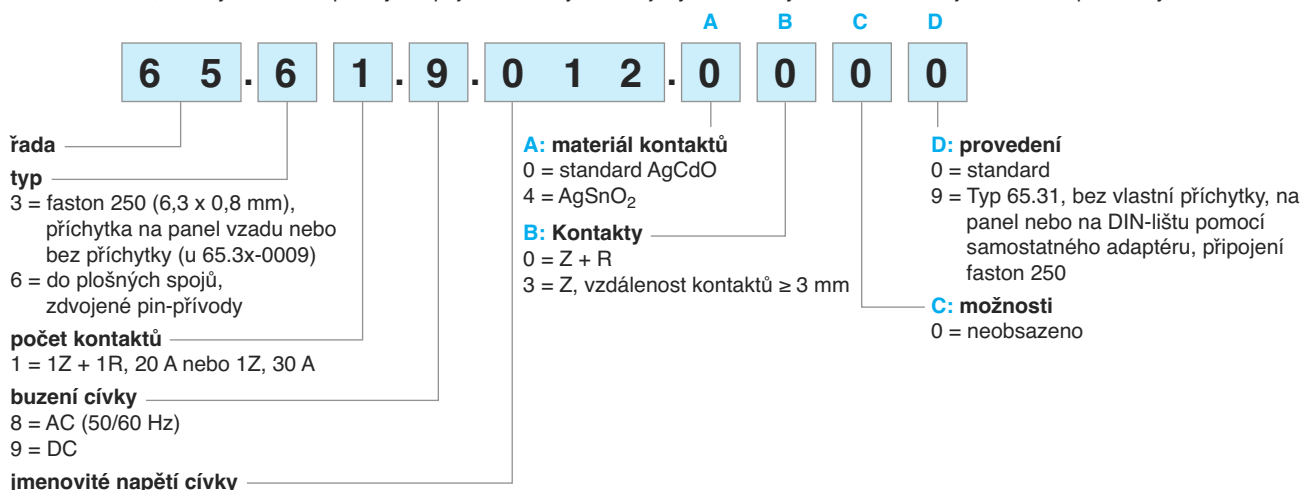 A B C D
6 5 . 6 1 . 9 . 0 1 2 . 0 0 0 0
řada
typ
3 = faston 250 (6,3 x 0,8 mm),
příchytka na panel vzadu nebo
bez příchytky (u 65.3x-0009)
6 = do plošných spojů,
zdvojené pin-přívody
počet kontaktů
1 = 1Z + 1R, 20 A nebo 1Z, 30 A
buzení cívky
8 = AC (50/60 Hz)
9 = DC
jmenovité napětí cívky
A: materiál kontaktů
0 = standard AgCdO
4 = AgSnO2
B: Kontakty
0 = Z + R
3 = Z, vzdálenost kontaktů ≥ 3 mm
D: provedení
0 = standard
9 = Typ 65.31, bez vlastní příchytky, na
panel nebo na DIN-lištu pomocí
samostatného adaptéru, připojení
faston 250
C: možnosti
0 = neobsazeno